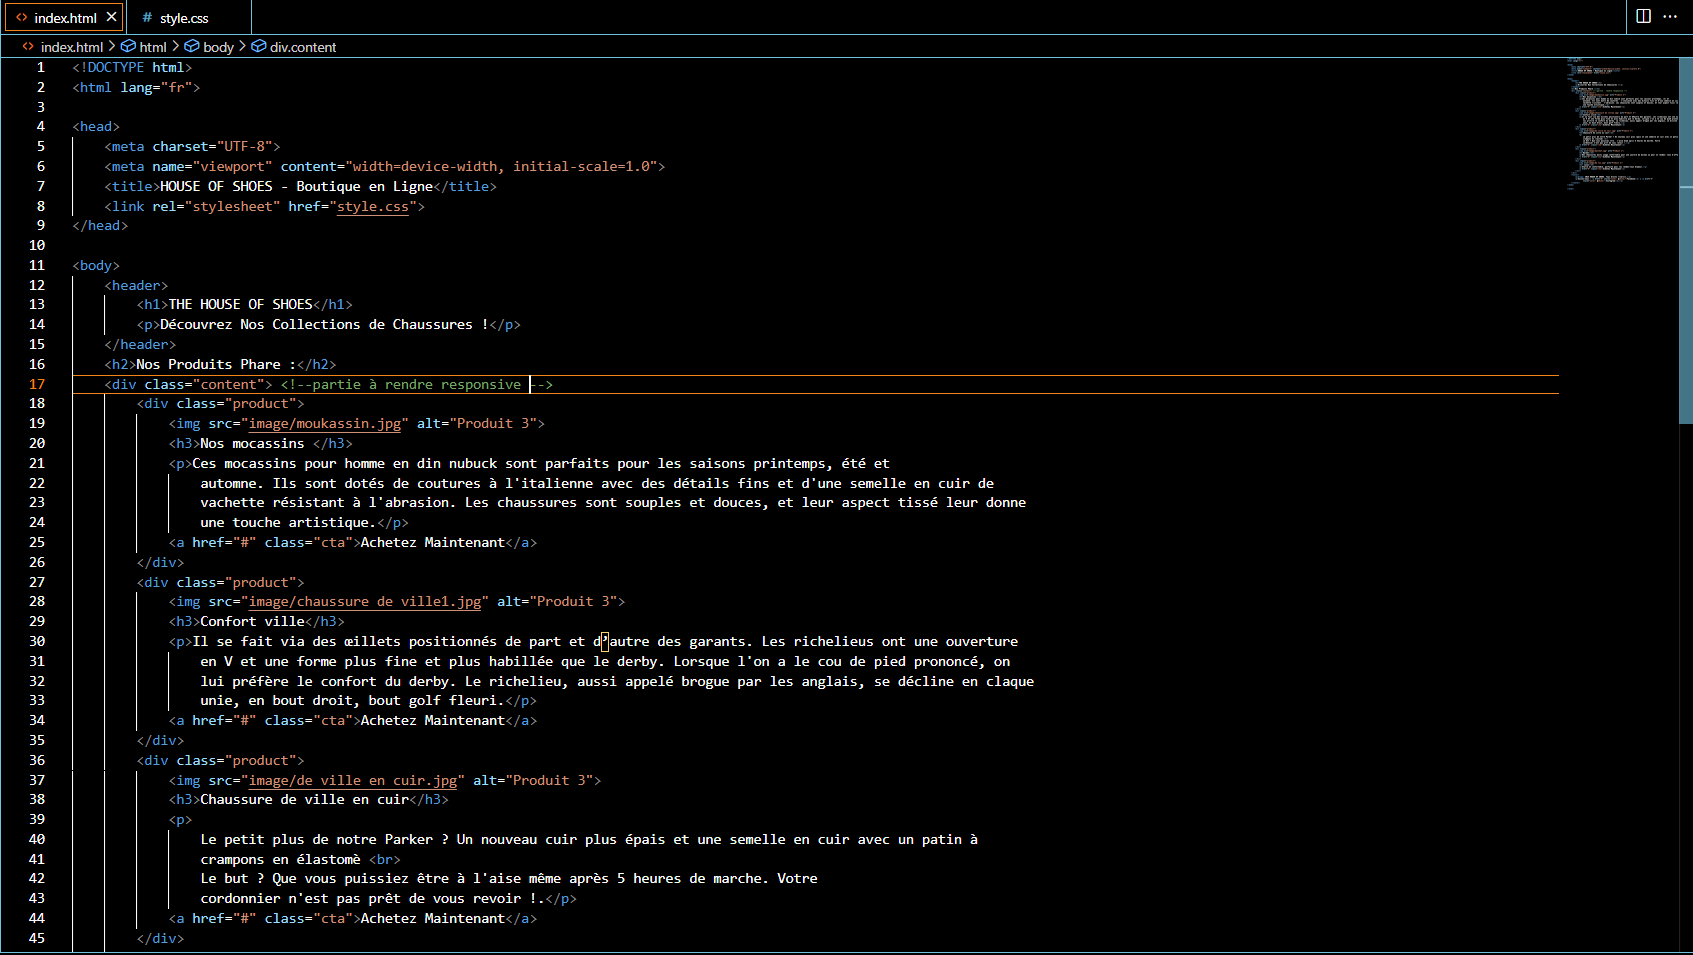 index.html
# style.css
index.html > html > body > div.content
1 <!DOCTYPE html>
2 <html lang="fr">
3
4 <head>
5 <meta charset="UTF-8">
6 <meta name="viewport" content="width=device-width, initial-scale=1.0">
7 <title>HOUSE OF SHOES - Boutique en Ligne</title>
8 <link rel="stylesheet" href="style.css">
9 </head>
10
11 <body>
12 <header>
13 <h1>THE HOUSE OF SHOES</h1>
14 <p>Découvrez Nos Collections de Chaussures !</p>
15 </header>
16 <h2>Nos Produits Phare :</h2>
17 <div class="content"> <!--partie à rendre responsive -->
18 <div class="product">
19 <img src="image/moukassin.jpg" alt="Produit 3">
20 <h3>Nos mocassins </h3>
21 <p>Ces mocassins pour homme en din nubuck sont parfaits pour les saisons printemps, été et
22 automne. Ils sont dotés de coutures à l'italienne avec des détails fins et d'une semelle en cuir de
23 vachette résistant à l'abrasion. Les chaussures sont souples et douces, et leur aspect tissé leur donne
24 une touche artistique.</p>
25 <a href="#" class="cta">Achetez Maintenant</a>
26 </div>
27 <div class="product">
28 <img src="image/chaussure de ville1.jpg" alt="Produit 3">
29 <h3>Confort ville</h3>
30 <p>Il se fait via des œillets positionnés de part et d’autre des garants. Les richelieus ont une ouverture
31 en V et une forme plus fine et plus habillée que le derby. Lorsque l'on a le cou de pied prononcé, on
32 lui préfère le confort du derby. Le richelieu, aussi appelé brogue par les anglais, se décline en claque
33 unie, en bout droit, bout golf fleuri.</p>
34 <a href="#" class="cta">Achetez Maintenant</a>
35 </div>
36 <div class="product">
37 <img src="image/de ville en cuir.jpg" alt="Produit 3">
38 <h3>Chaussure de ville en cuir</h3>
39 <p>
40 Le petit plus de notre Parker ? Un nouveau cuir plus épais et une semelle en cuir avec un patin à
41 crampons en élastomè <br>
42 Le but ? Que vous puissiez être à l'aise même après 5 heures de marche. Votre
43 cordonnier n'est pas prêt de vous revoir !.</p>
44 <a href="#" class="cta">Achetez Maintenant</a>
45 </div>